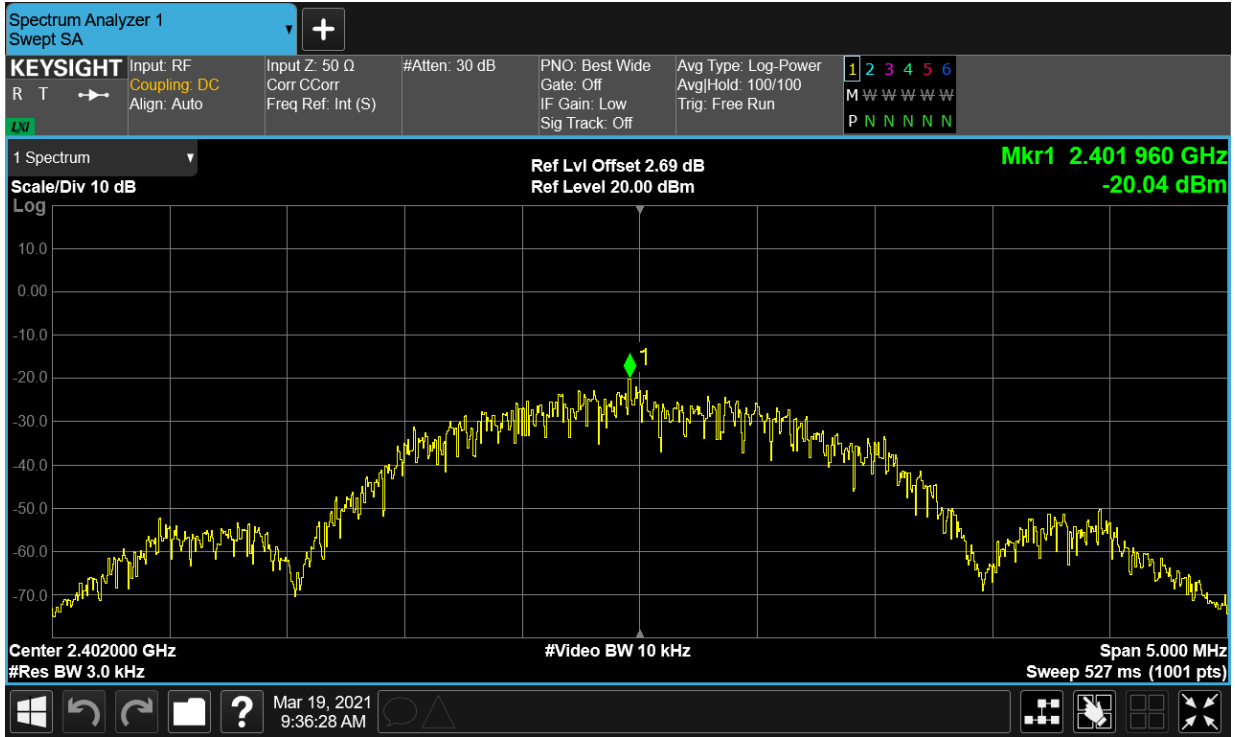 Spectrum Analyzer 1
Swept SA
+
KEYSIGHT
R T
LXI
Input: RF
Coupling: DC
Align: Auto
Input Z: 50 Ω
Corr CCorr
Freq Ref: Int (S)
#Atten: 30 dB
PNO: Best Wide
Gate: Off
IF Gain: Low
Sig Track: Off
Avg Type: Log-Power
Avg|Hold: 100/100
Trig: Free Run
1 2 3 4 5 6
M W W W W W
P N N N N N
1 Spectrum
Scale/Div 10 dB
Log
Ref Lvl Offset 2.69 dB
Ref Level 20.00 dBm
Mkr1 2.401 960 GHz
-20.04 dBm
10.0
0.00
-10.0
1
-20.0
-30.0
-40.0
-50.0
-60.0
-70.0
Center 2.402000 GHz
#Res BW 3.0 kHz
#Video BW 10 kHz
Span 5.000 MHz
Sweep 527 ms (1001 pts)
?
Mar 19, 2021
9:36:28 AM